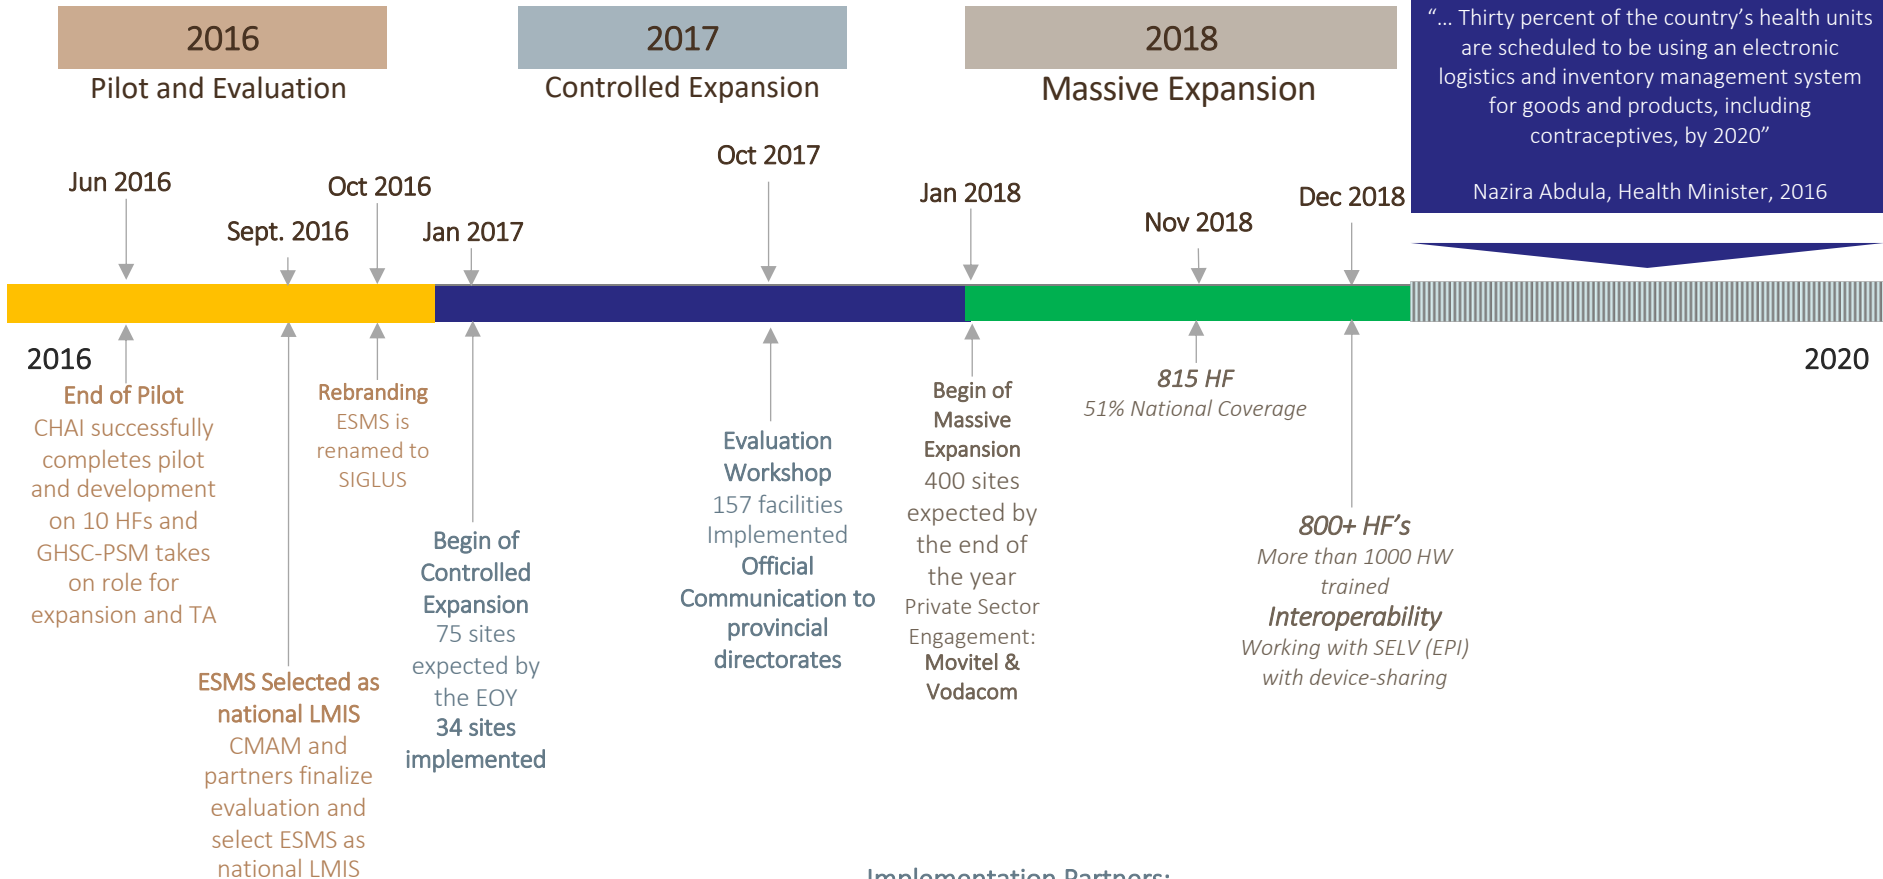 2016
Pilot and Evaluation
2017
Controlled Expansion
2018
Massive Expansion
“... Thirty percent of the country’s health units
are scheduled to be using an electronic
logistics and inventory management system
for goods and products, including
contraceptives, by 2020”
Nazira Abdula, Health Minister, 2016
Jun 2016
Sept. 2016
Oct 2016
Jan 2017
Oct 2017
Jan 2018
Nov 2018
Dec 2018
2016
2020
End of Pilot
CHAI successfully
completes pilot
and development
on 10 HFs and
GHSC-PSM takes
on role for
expansion and TA
ESMS Selected as
national LMIS
CMAM and
partners finalize
evaluation and
select ESMS as
national LMIS
Rebranding
ESMS is
renamed to
SIGLUS
Begin of
Controlled
Expansion
75 sites
expected by
the EOY
34 sites
implemented
Evaluation
Workshop
157 facilities
Implemented
Official
Communication to
provincial
directorates
Begin of
Massive
Expansion
400 sites
expected by
the end of
the year
Private Sector
Engagement:
Movitel &
Vodacom
815 HF
51% National Coverage
800+ HF’s
More than 1000 HW
trained
Interoperability
Working with SELV (EPI)
with device-sharing
Implementation Partners: